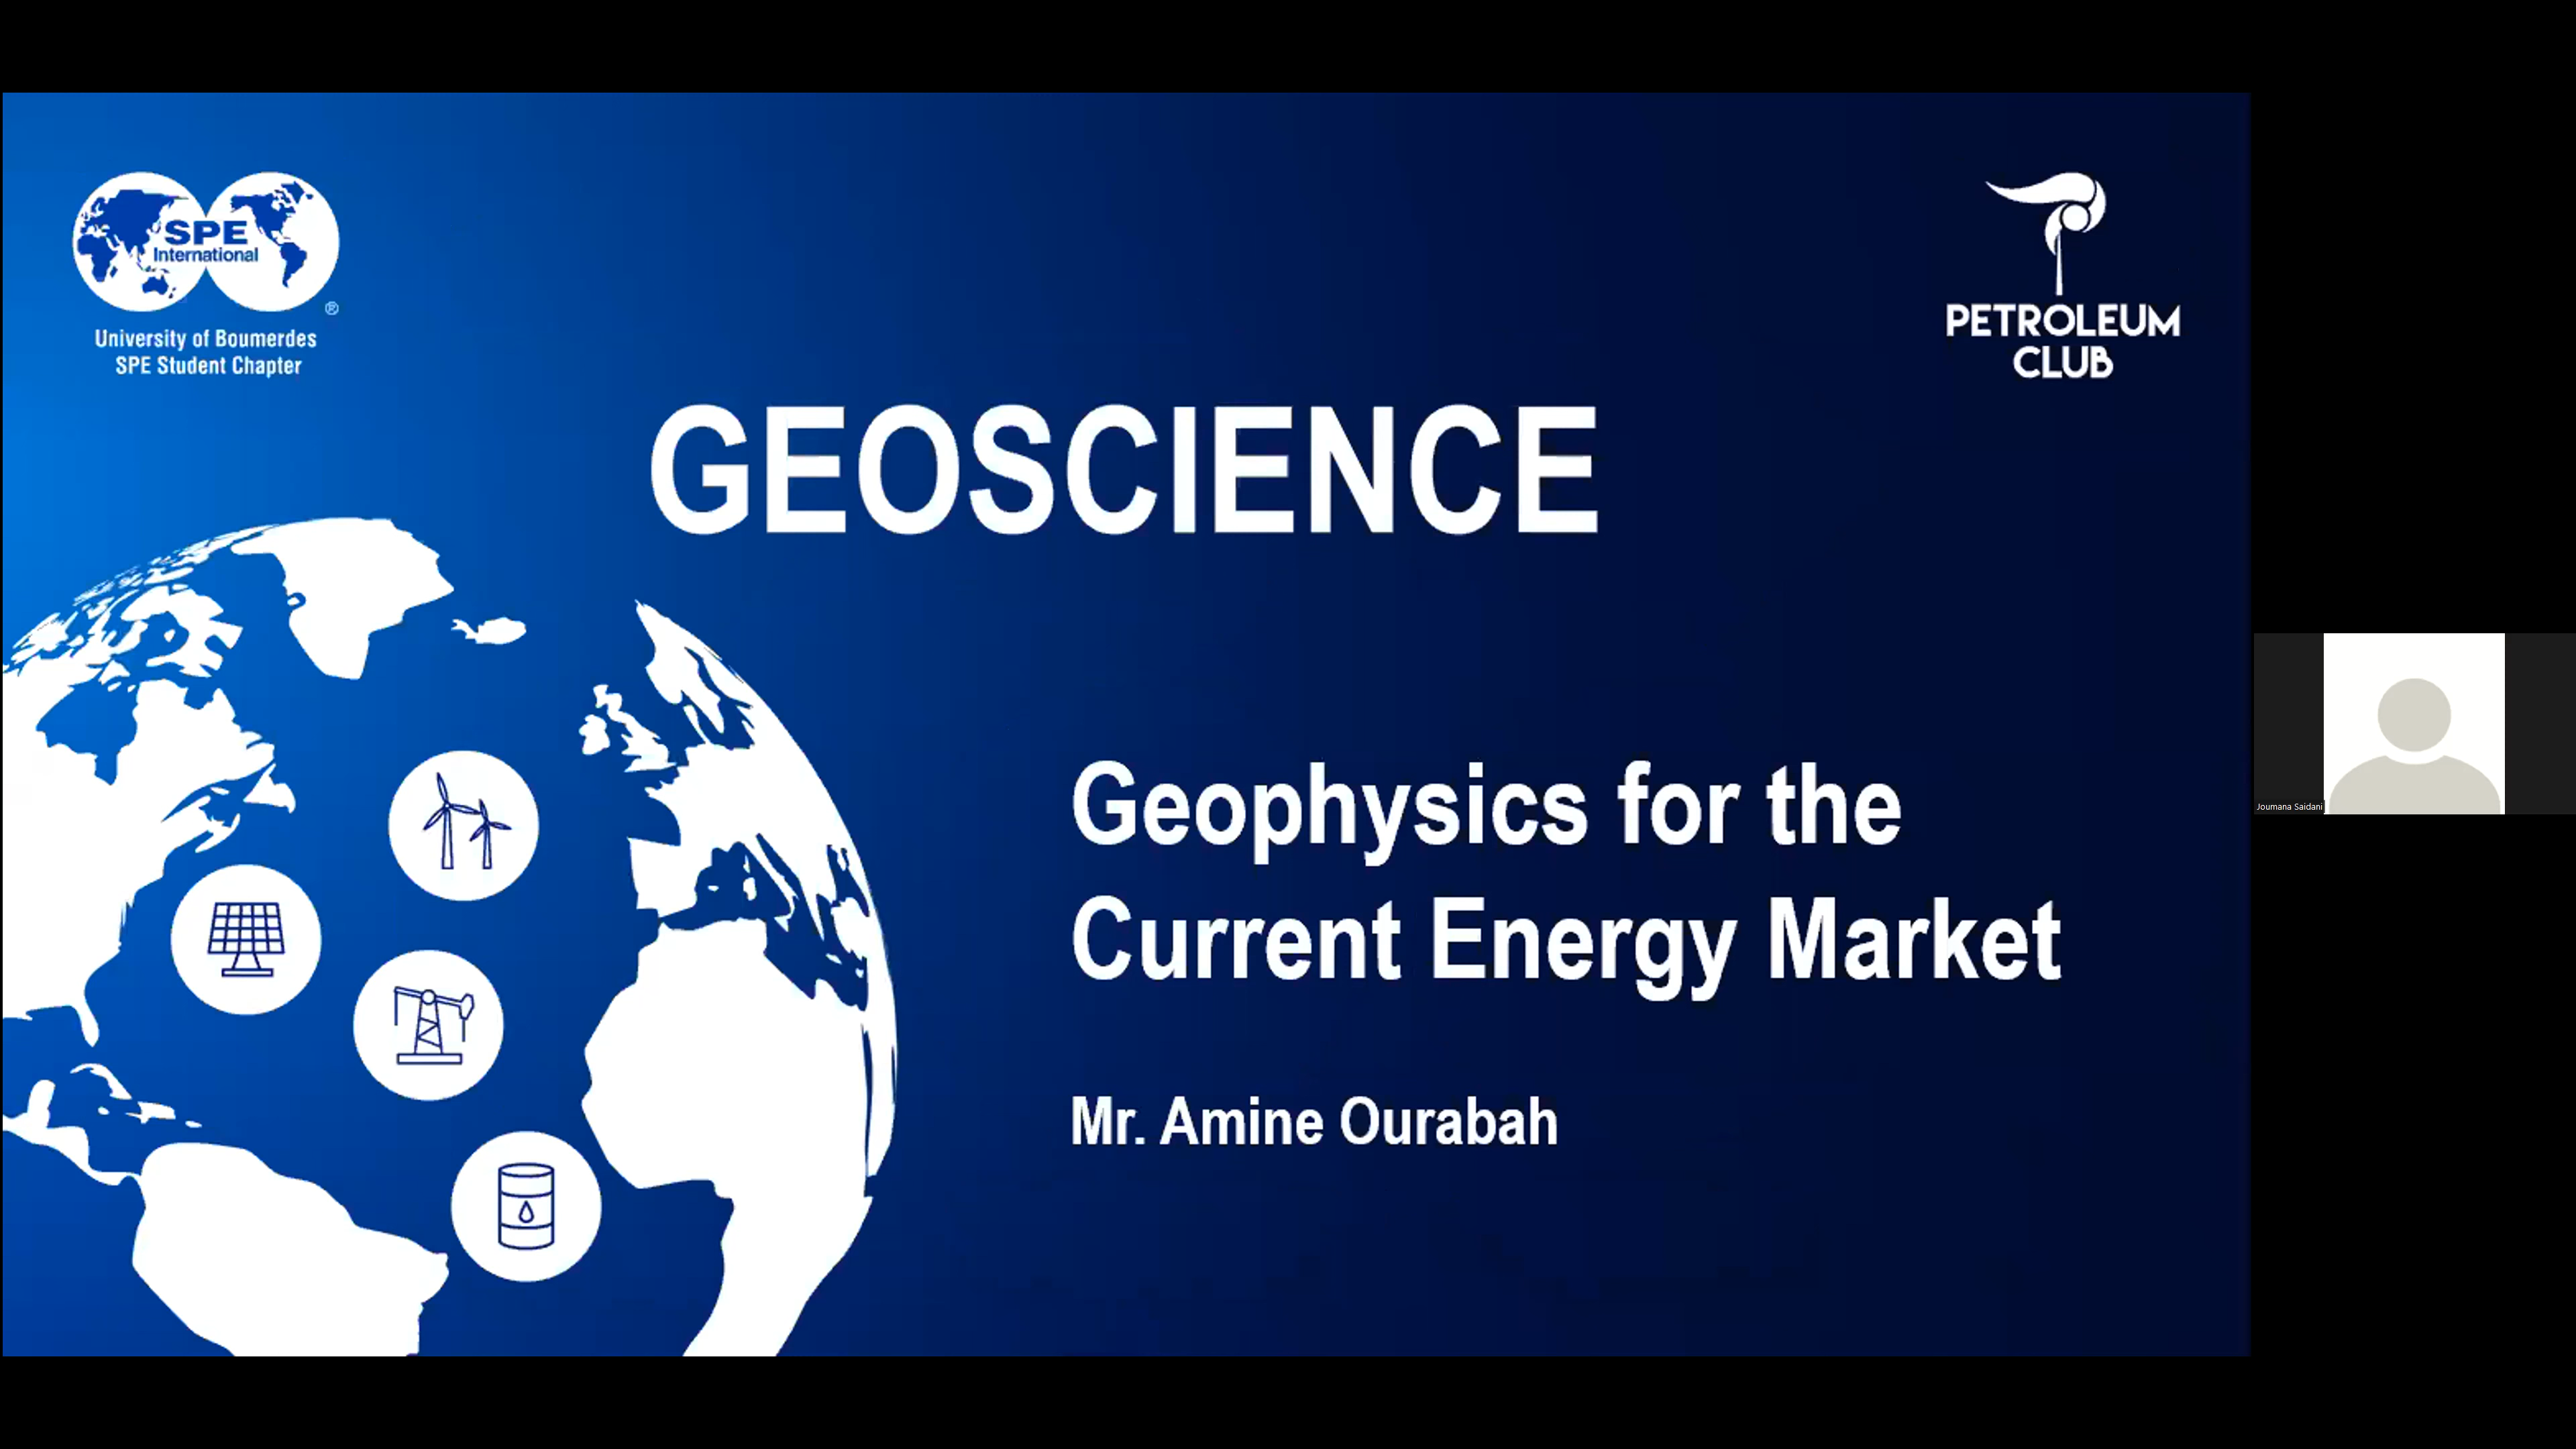 SPE
International
®
University of Boumerdes
SPE Student Chapter
PETROLEUM
CLUB
GEOSCIENCE
Geophysics for the
Current Energy Market
Mr. Amine Ourabah
Joumana Saidani